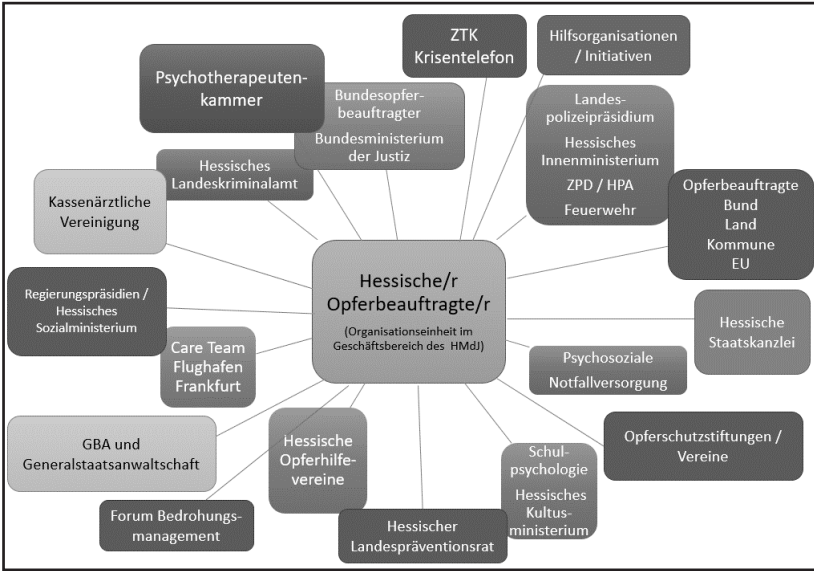 ZTK
Krisentelefon
Hilfsorganisationen
/ Initiativen
Psychotherapeuten-
kammer
Bundesopfer-
beauftragter
Bundesministerium
der Justiz
Landes-
polizeipräsidium
Hessisches
Innenministerium
ZPD / HPA
Feuerwehr
Hessisches
Landeskriminalamt
Kassenärztliche
Vereinigung
Opferbeauftragte
Bund
Land
Kommune
EU
Hessische/r
Opferbeauftragte/r
(Organisationseinheit im
Geschäftsbereich des HMdJ)
Regierungspräsidien /
Hessisches
Sozialministerium
Hessische
Staatskanzlei
Care Team
Flughafen
Frankfurt
Psychosoziale
Notfallversorgung
GBA und
Generalstaatsanwaltschaft
Hessische
Opferhilfe-
vereine
Schul-
psychologie
Hessisches
Kultus-
ministerium
Opferschutzstiftungen /
Vereine
Forum Bedrohungs-
management
Hessischer
Landespräventionsrat